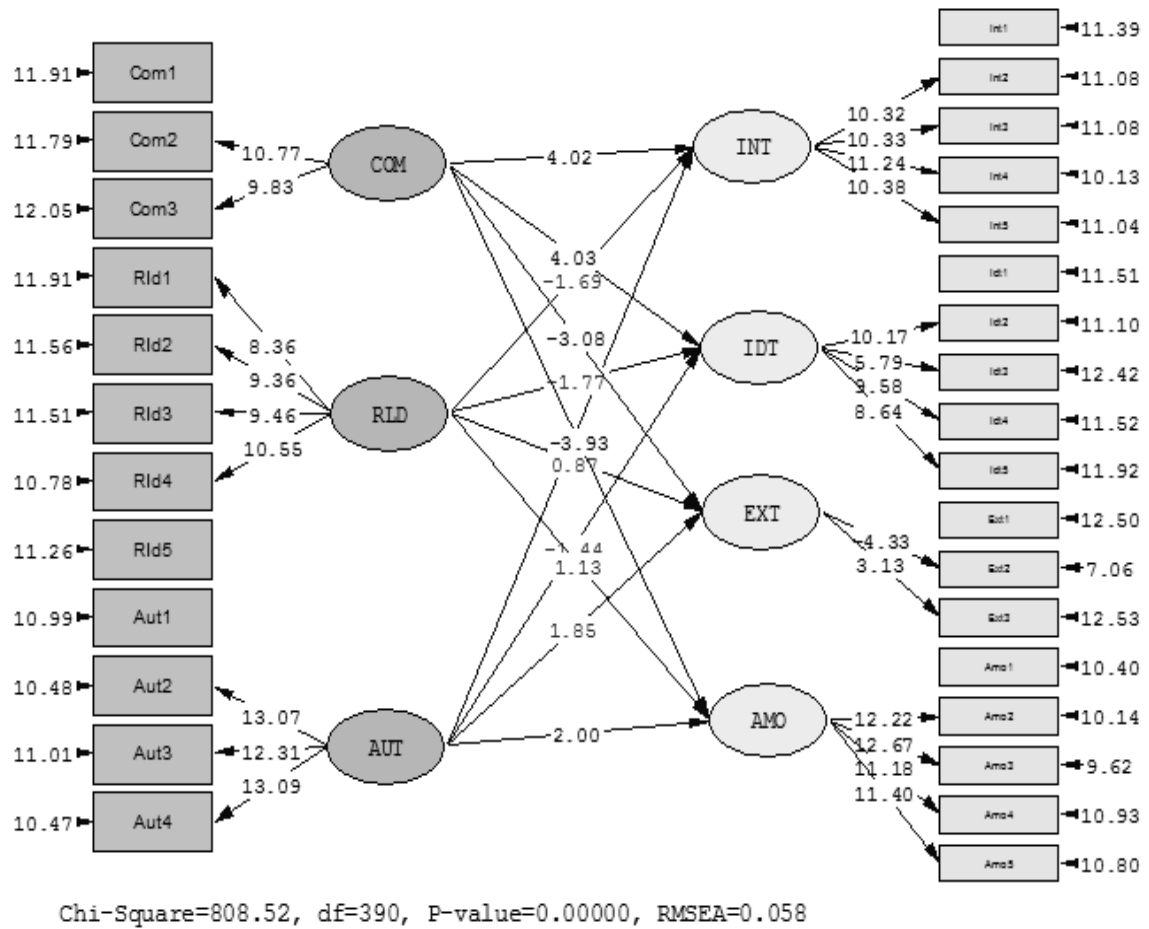 11.91 Com1
11.79 Com2
12.05 Com3
11.91 Rld1
11.56 Rld2
11.51 Rld3
10.78 Rld4
11.26 Rld5
10.99 Aut1
10.48 Aut2
11.01 Aut3
10.47 Aut4
10.77
9.83
8.36
9.36
9.46
10.55
13.07
12.31
13.09
COM
RLD
AUT
4.02
4.03
-1.69
-3.08
-1.77
-3.93
0.87
-1.44
1.13
1.85
2.00
INT
IDT
EXT
AMO
10.32
10.33
11.24
10.38
10.17
5.79
9.58
8.64
-4.33
3.13
12.22
12.67
11.18
11.40
Int1 11.39
Int2 11.08
Int3 11.08
Int4 10.13
Int5 11.04
Idt1 11.51
Idt2 11.10
Idt3 12.42
Idt4 11.52
Idt5 11.92
Ext1 12.50
Ext2 7.06
Ext3 12.53
Amo1 10.40
Amo2 10.14
Amo3 9.62
Amo4 10.93
Amo5 10.80
Chi-Square=808.52, df=390, P-value=0.00000, RMSEA=0.058